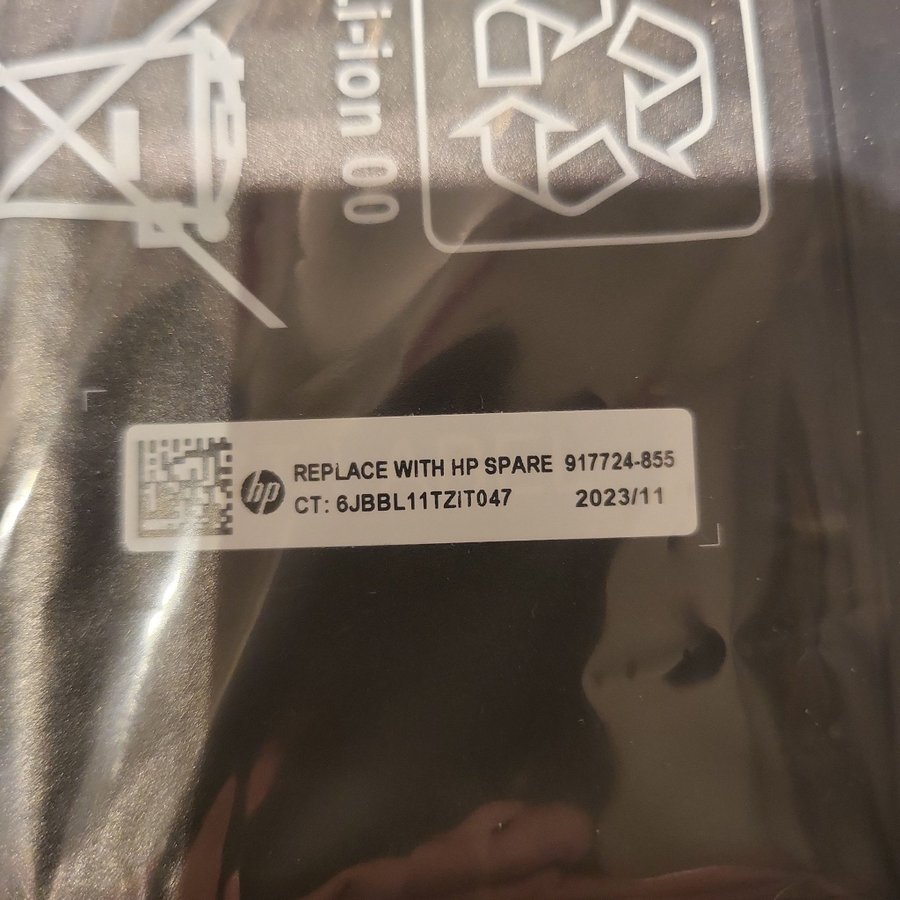 Li-ion 00
hp
REPLACE WITH HP SPARE 917724-855
CT: 6JBBL11TZIT047 2023/11